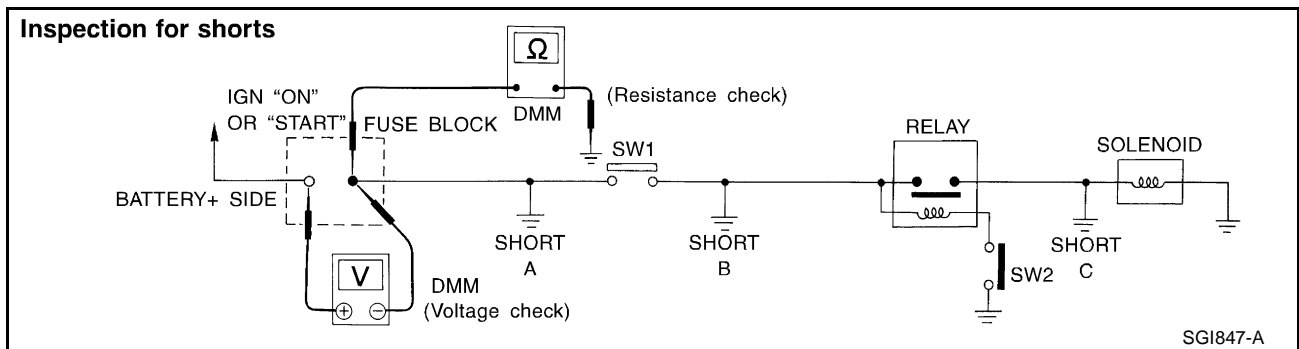 Inspection for shorts
Ω
IGN "ON"
OR "START"
FUSE BLOCK
DMM
(Resistance check)
SW1
RELAY
SOLENOID
BATTERY+ SIDE
SHORT
A
SHORT
B
SHORT
C
SW2
V
+ −
DMM
(Voltage check)
SGI847-A